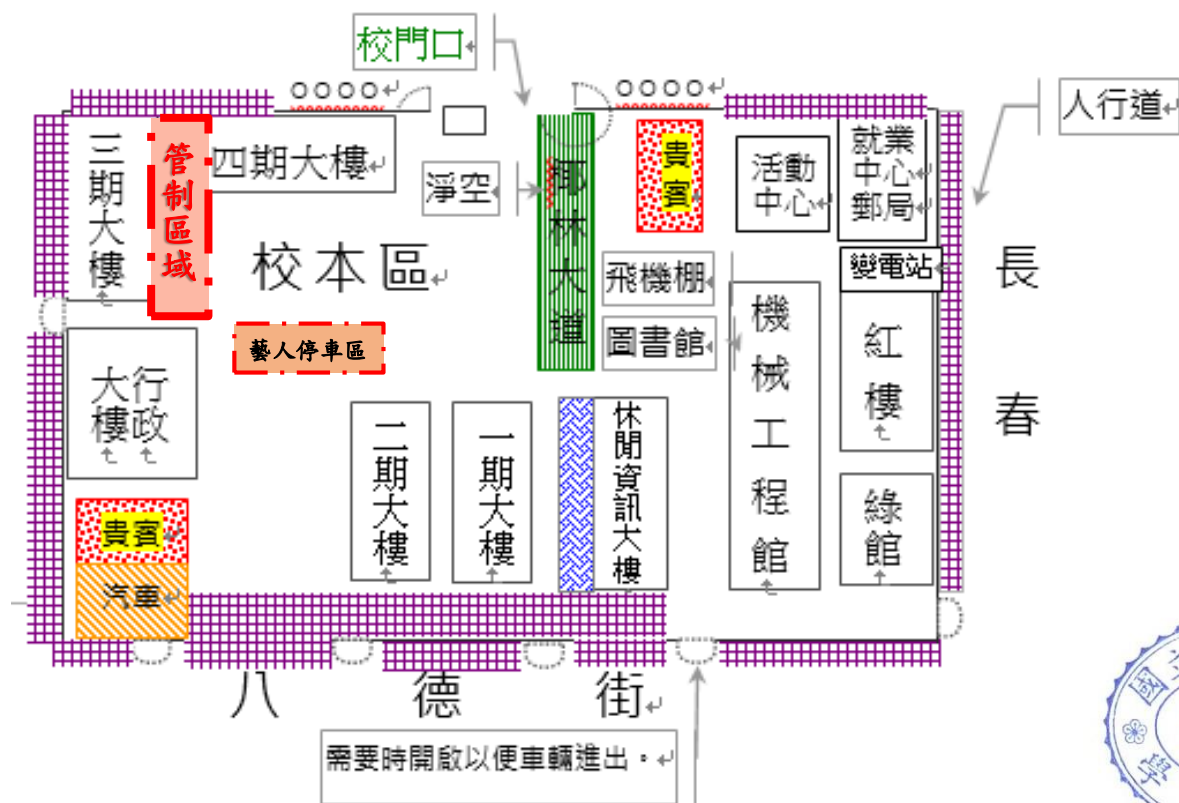 校門口
人行道
三期大樓
管制區域
四期大樓
淨空
椰林大道
貴賓
活動
中心
就業
中心
郵局
校本區
飛機棚
變電站
長春
藝人停車區
圖書館
機械工程館
紅樓
行政
大樓
二期大樓
一期大樓
休閒資訊大樓
綠館
貴賓
汽車
八德街
需要時開啟以便車輛進出。
國立
學